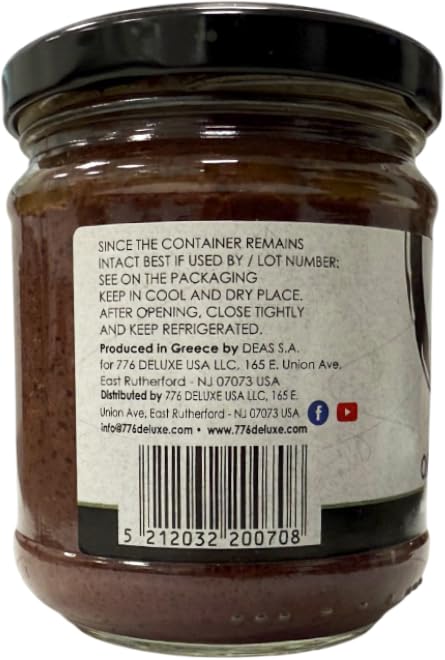 SINCE THE CONTAINER REMAINS
INTACT BEST IF USED BY / LOT NUMBER:
SEE ON THE PACKAGING
KEEP IN COOL AND DRY PLACE.
AFTER OPENING, CLOSE TIGHTLY
AND KEEP REFRIGERATED.
Produced in Greece by DEAS S.A.
for 776 DELUXE USA LLC, 165 E. Union Ave,
East Rutherford - NJ 07073 USA
Distributed by 776 DELUXE USA LLC, 165 E.
Union Ave, East Rutherford - NJ 07073 USA
info@776deluxe.com • www.776deluxe.com
5 212032 200708